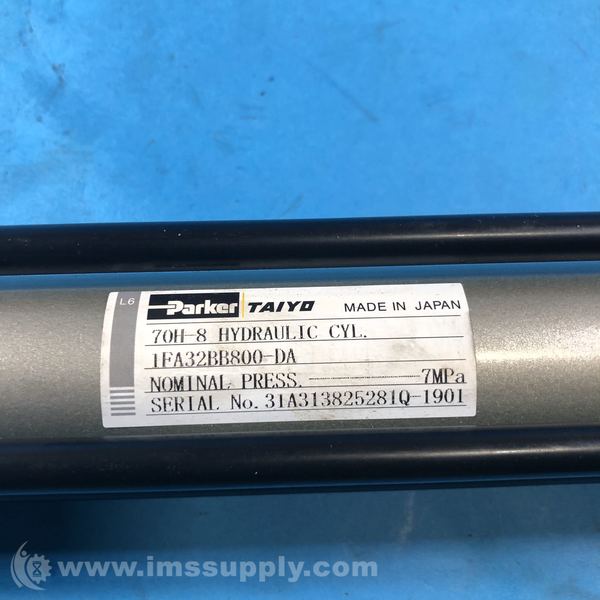 L6
Parker TAIYO MADE IN JAPAN
70H-8 HYDRAULIC CYL.
1FA32BB800-DA
NOMINAL PRESS. 7MPa
SERIAL No. 31A313825281Q-1901
www.imssupply.com